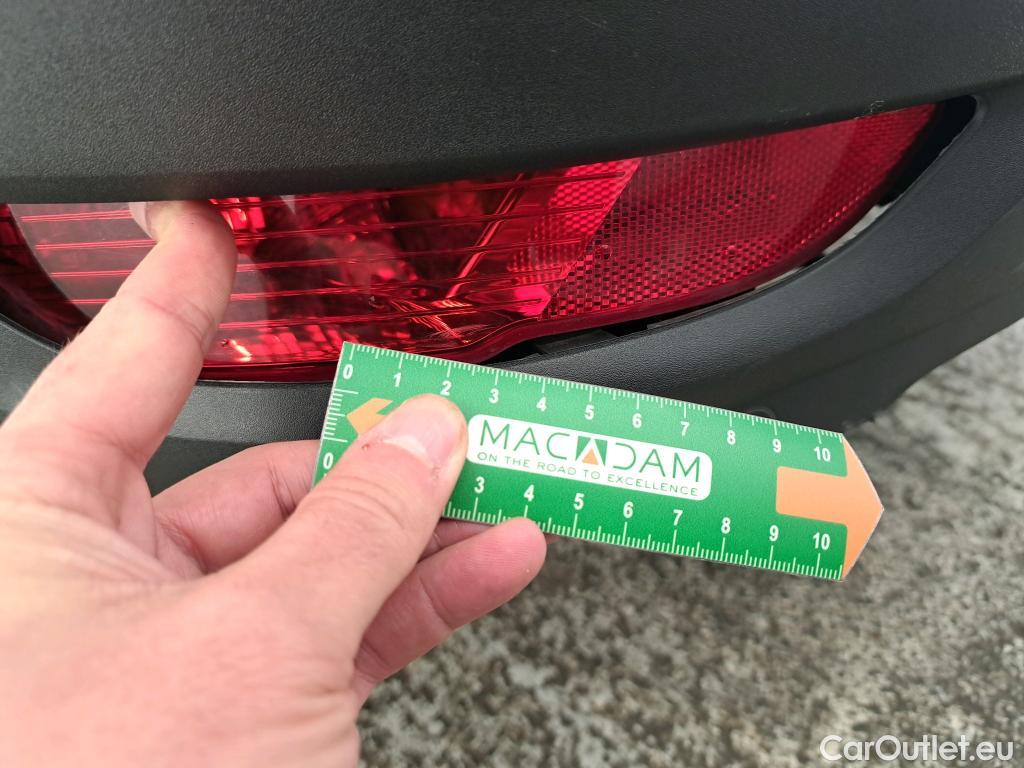 0 1 2 3 4 5 6 7 8 9 10
MACADAM
ON THE ROAD TO EXCELLENCE
0 3 4 5 6 7 8 9 10
CarOutlet.eu